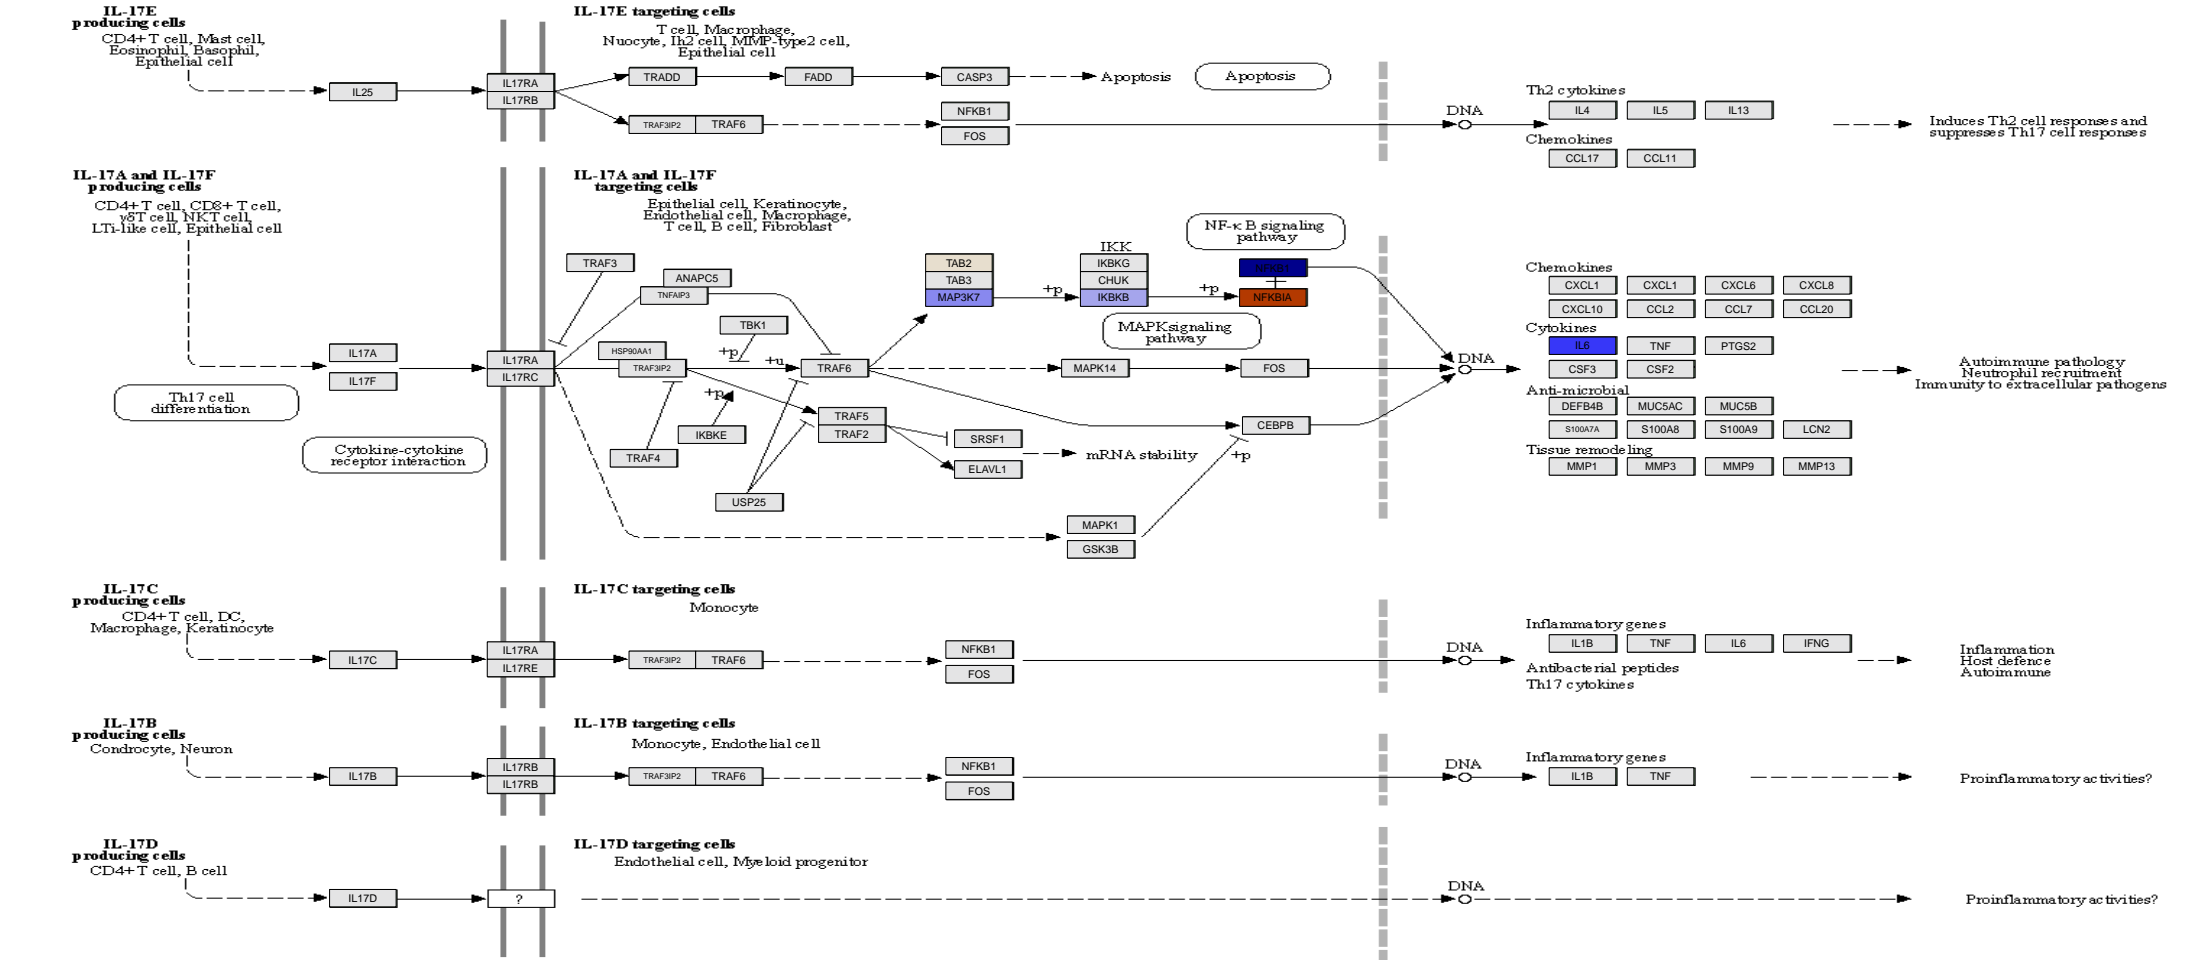 IL-17E
producing cells
CD4+ T cell, Mast cell,
Eosinophil, Basophil,
Epithelial cell
IL-17E targeting cells
T cell, Macrophage,
Nuocyte, Ih2 cell, MMP-type2 cell,
Epithelial cell
IL25
IL17RA
IL17RB
TRADD
FADD
CASP3
Apoptosis
Apoptosis
TRAF3IP2
TRAF6
NFKB1
FOS
DNA
Th2 cytokines
IL4
IL5
IL13
Chemokines
CCL17
CCL11
Induces Th2 cell responses and
suppresses Th17 cell responses
IL-17A and IL-17F
producing cells
CD4+ T cell, CD8+ T cell,
γδT cell, NKT cell,
LTi-like cell, Epithelial cell
IL-17A and IL-17F
targeting cells
Epithelial cell, Keratinocyte,
Endothelial cell, Macrophage,
T cell, B cell, Fibroblast
NF-κ B signaling
pathway
TRAF3
ANAPC5
TNFAIP3
TAB2
TAB3
MAP3K7
IKK
IKBKG
CHUK
IKBKB
+p
+p
NFKB1
NFKBIA
MAPK signaling
pathway
TBK1
+p
+u
HSP90AA1
TRAF3IP2
TRAF6
MAPK14
FOS
DNA
IL17A
IL17F
IL17RA
IL17RC
Th17 cell
differentiation
Cytokine-cytokine
receptor interaction
+p
IKBKE
TRAF4
TRAF5
TRAF2
SRSF1
ELAVL1
mRNA stability
CEBPB
+p
USP25
MAPK1
GSK3B
Chemokines
CXCL1
CXCL1
CXCL6
CXCL8
CXCL10
CCL2
CCL7
CCL20
Cytokines
IL6
TNF
PTGS2
CSF3
CSF2
Anti-microbial
DEFB4B
MUC5AC
MUC5B
S100A7A
S100A8
S100A9
LCN2
Tissue remodeling
MMP1
MMP3
MMP9
MMP13
Autoimmune pathology
Neutrophil recruitment
Immunity to extracellular pathogens
IL-17C
producing cells
CD4+ T cell, DC,
Macrophage, Keratinocyte
IL-17C targeting cells
Monocyte
IL17C
IL17RA
IL17RE
TRAF3IP2
TRAF6
NFKB1
FOS
DNA
Inflammatory genes
IL1B
TNF
IL6
IFNG
Antibacterial peptides
Th17 cytokines
Inflammation
Host defence
Autoimmune
IL-17B
producing cells
Condrocyte, Neuron
IL-17B targeting cells
Monocyte, Endothelial cell
IL17B
IL17RB
IL17RB
TRAF3IP2
TRAF6
NFKB1
FOS
DNA
Inflammatory genes
IL1B
TNF
Proinflammatory activities?
IL-17D
producing cells
CD4+ T cell, B cell
IL-17D targeting cells
Endothelial cell, Myeloid progenitor
IL17D
?
DNA
Proinflammatory activities?